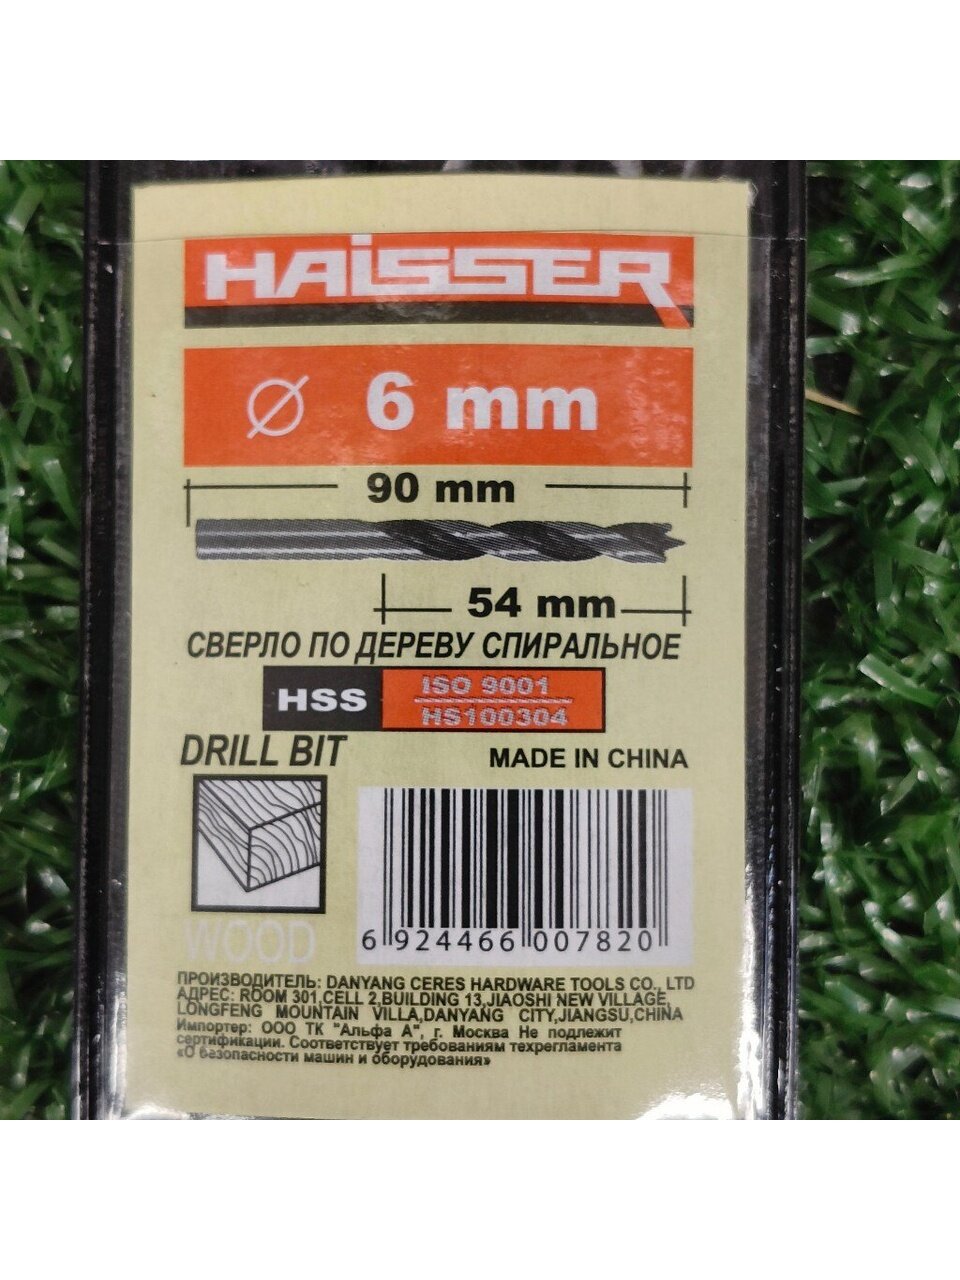 HAiSSER
Ø 6 mm
90 mm
54 mm
СВЕРЛО ПО ДЕРЕВУ СПИРАЛЬНОЕ
HSS
ISO 9001
HS100304
DRILL BIT
MADE IN CHINA
WOOD
6 924466 007820
ПРОИЗВОДИТЕЛЬ: DANYANG CERES HARDWARE TOOLS CO., LTD
АДРЕС: ROOM 301,CELL 2,BUILDING 13,JIAOSHI NEW VILLAGE,
LONGFENG MOUNTAIN VILLA,DANYANG CITY,JIANGSU,CHINA
Импортер: ООО ТК "Альфа А", г. Москва Не подлежит
сертификации. Соответствует требованиям техрегламента
«О безопасности машин и оборудования»